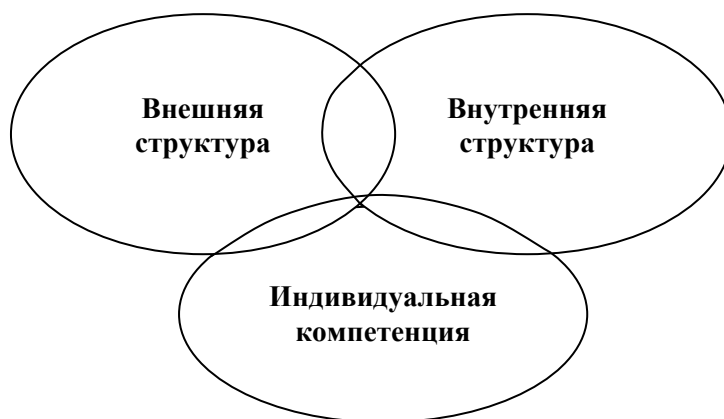 Внешняя
структура
Внутренняя
структура
Индивидуальная
компетенция